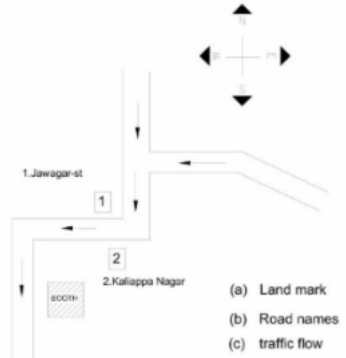 N
W
E
S
1.Jawagar-st
1
2
2.Kaliappa Nagar
BOOTH
(a) Land mark
(b) Road names
(c) traffic flow